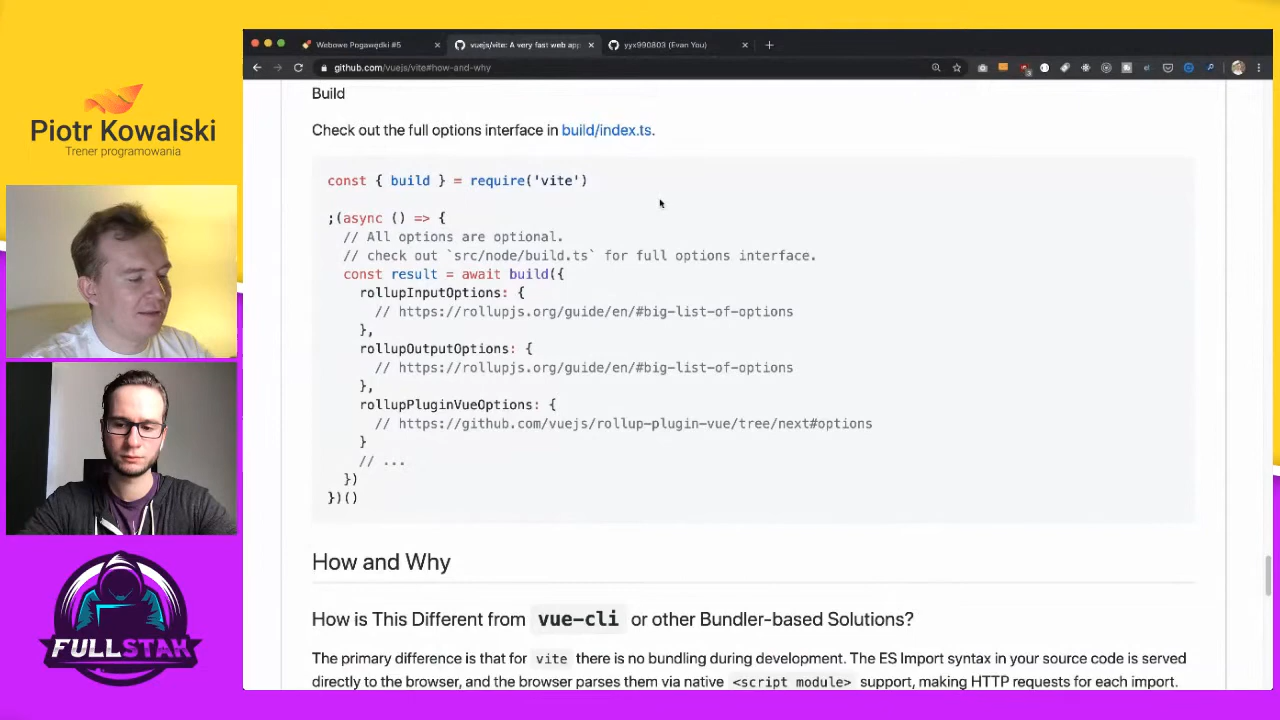 Piotr Kowalski
Trener programowania
FULLSTAK
Webowe Pogawędki #5
vuejs/vite: A very fast web app
yyx990803 (Evan You)
github.com/vuejs/vite#how-and-why
Build
Check out the full options interface in build/index.ts.
const { build } = require('vite')
;(async () => {
// All options are optional.
// check out `src/node/build.ts` for full options interface.
const result = await build({
rollupInputOptions: {
// https://rollupjs.org/guide/en/#big-list-of-options
},
rollupOutputOptions: {
// https://rollupjs.org/guide/en/#big-list-of-options
},
rollupPluginVueOptions: {
// https://github.com/vuejs/rollup-plugin-vue/tree/next#options
}
// ...
})
})()
How and Why
How is This Different from vue-cli or other Bundler-based Solutions?
The primary difference is that for vite there is no bundling during development. The ES Import syntax in your source code is served
directly to the browser, and the browser parses them via native <script module> support, making HTTP requests for each import.